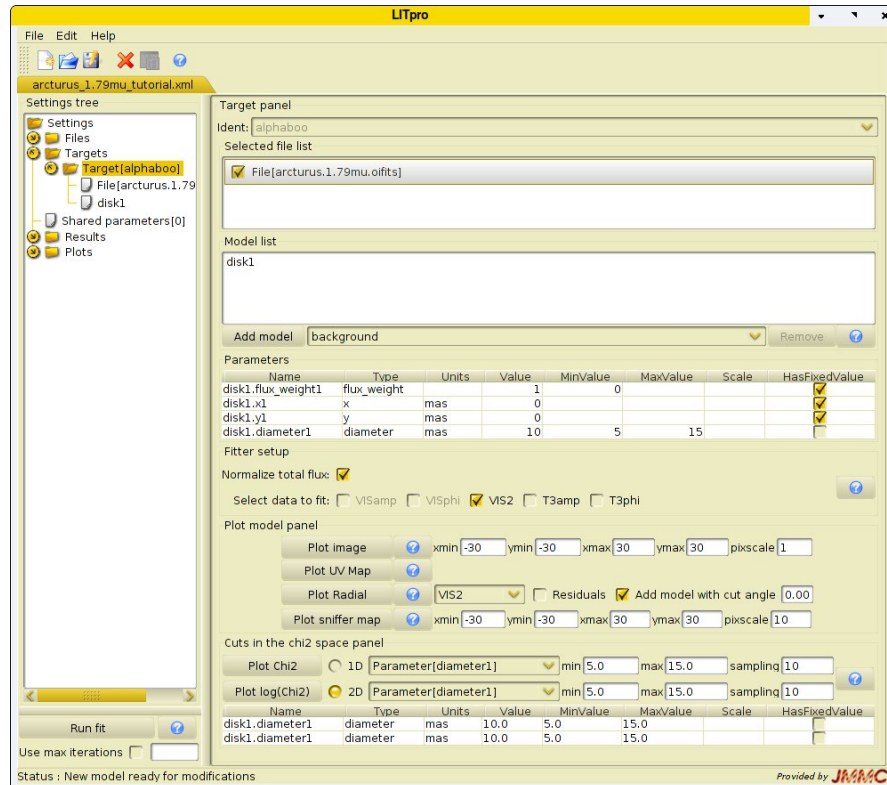 LITpro
File Edit Help
arcturus_1.79mu_tutorial.xml
Settings tree
Settings
Files
Targets
Target[alphaboo]
File[arcturus.1.79
disk1
Shared parameters[0]
Results
Plots
Run fit
Use max iterations
Target panel
Ident: alphaboo
Selected file list
File[arcturus.1.79mu.oifits]
Model list
disk1
Add model background Remove
Parameters
Name Type Units Value MinValue MaxValue Scale HasFixedValue
disk1.flux_weight1 flux_weight 1 0
disk1.x1 x mas 0
disk1.y1 y mas 0
disk1.diameter1 diameter mas 10 5 15
Fitter setup
Normalize total flux:
Select data to fit: VISamp VISphi VIS2 T3amp T3phi
Plot model panel
Plot image xmin -30 ymin -30 xmax 30 ymax 30 pixscale 1
Plot UV Map
Plot Radial VIS2 Residuals Add model with cut angle 0.00
Plot sniffer map xmin -30 ymin -30 xmax 30 ymax 30 pixscale 10
Cuts in the chi2 space panel
Plot Chi2 1D Parameter[diameter1] min 5.0 max 15.0 sampling 10
Plot log(Chi2) 2D Parameter[diameter1] min 5.0 max 15.0 sampling 10
Name Type Units Value MinValue MaxValue Scale HasFixedValue
disk1.diameter1 diameter mas 10.0 5.0 15.0
disk1.diameter1 diameter mas 10.0 5.0 15.0
Status : New model ready for modifications
Provided by JMMC